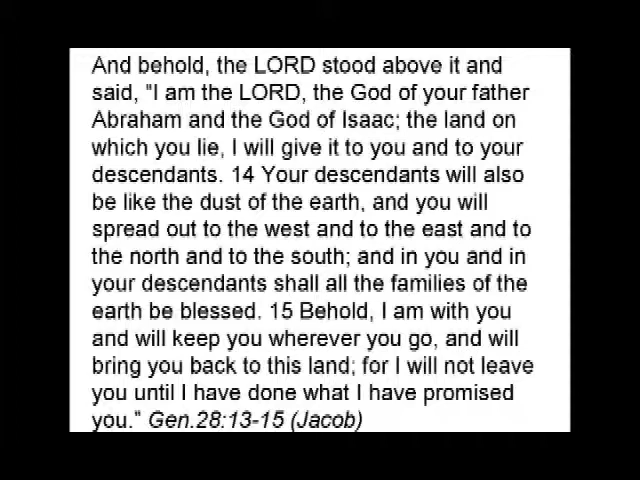 And behold, the LORD stood above it and
said, "I am the LORD, the God of your father
Abraham and the God of Isaac; the land on
which you lie, I will give it to you and to your
descendants. 14 Your descendants will also
be like the dust of the earth, and you will
spread out to the west and to the east and to
the north and to the south; and in you and in
your descendants shall all the families of the
earth be blessed. 15 Behold, I am with you
and will keep you wherever you go, and will
bring you back to this land; for I will not leave
you until I have done what I have promised
you." Gen.28:13-15 (Jacob)